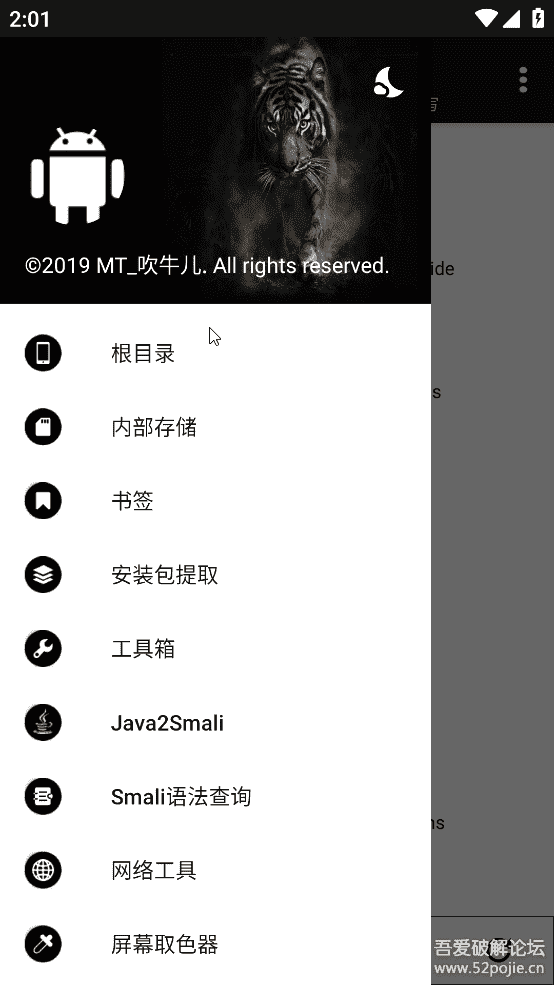 2:01
©2019 MT_吹牛儿. All rights reserved.
ide
根目录
s
内部存储
书签
安装包提取
工具箱
Java2Smali
Smali语法查询
ns
网络工具
屏幕取色器
吾爱破解论坛
www.52pojie.cn